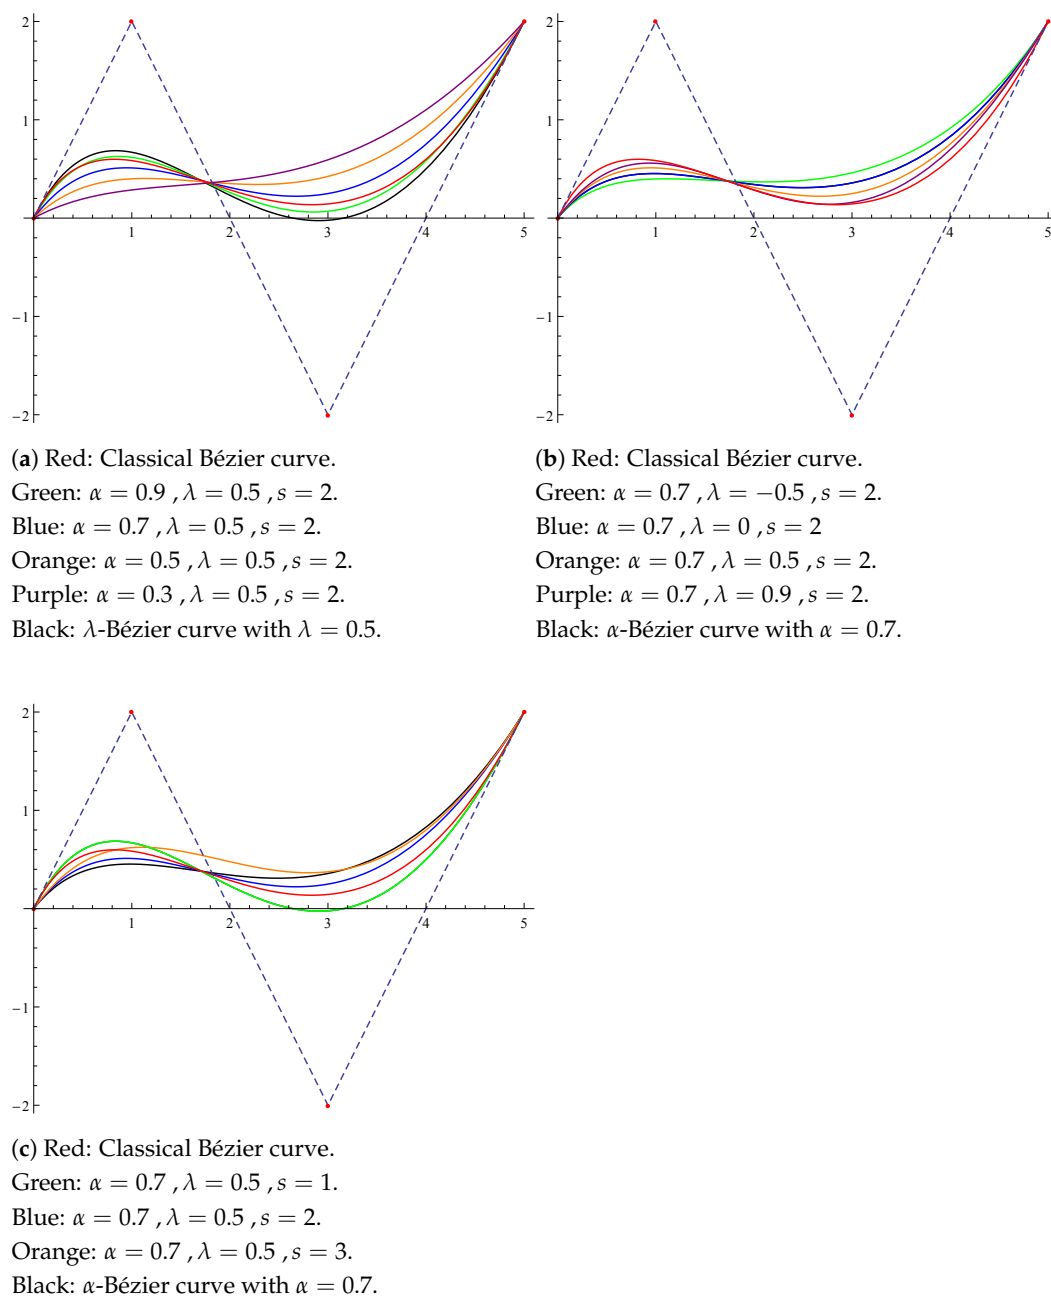 2
1
-1
-2
1
2
3
4
5
2
1
-1
-2
1
2
3
4
5
(a) Red: Classical Bézier curve.
Green: α = 0.9 , λ = 0.5 , s = 2.
Blue: α = 0.7 , λ = 0.5 , s = 2.
Orange: α = 0.5 , λ = 0.5 , s = 2.
Purple: α = 0.3 , λ = 0.5 , s = 2.
Black: λ-Bézier curve with λ = 0.5.
(b) Red: Classical Bézier curve.
Green: α = 0.7 , λ = −0.5 , s = 2.
Blue: α = 0.7 , λ = 0 , s = 2
Orange: α = 0.7 , λ = 0.5 , s = 2.
Purple: α = 0.7 , λ = 0.9 , s = 2.
Black: α-Bézier curve with α = 0.7.
2
1
-1
-2
1
2
3
4
5
(c) Red: Classical Bézier curve.
Green: α = 0.7 , λ = 0.5 , s = 1.
Blue: α = 0.7 , λ = 0.5 , s = 2.
Orange: α = 0.7 , λ = 0.5 , s = 3.
Black: α-Bézier curve with α = 0.7.